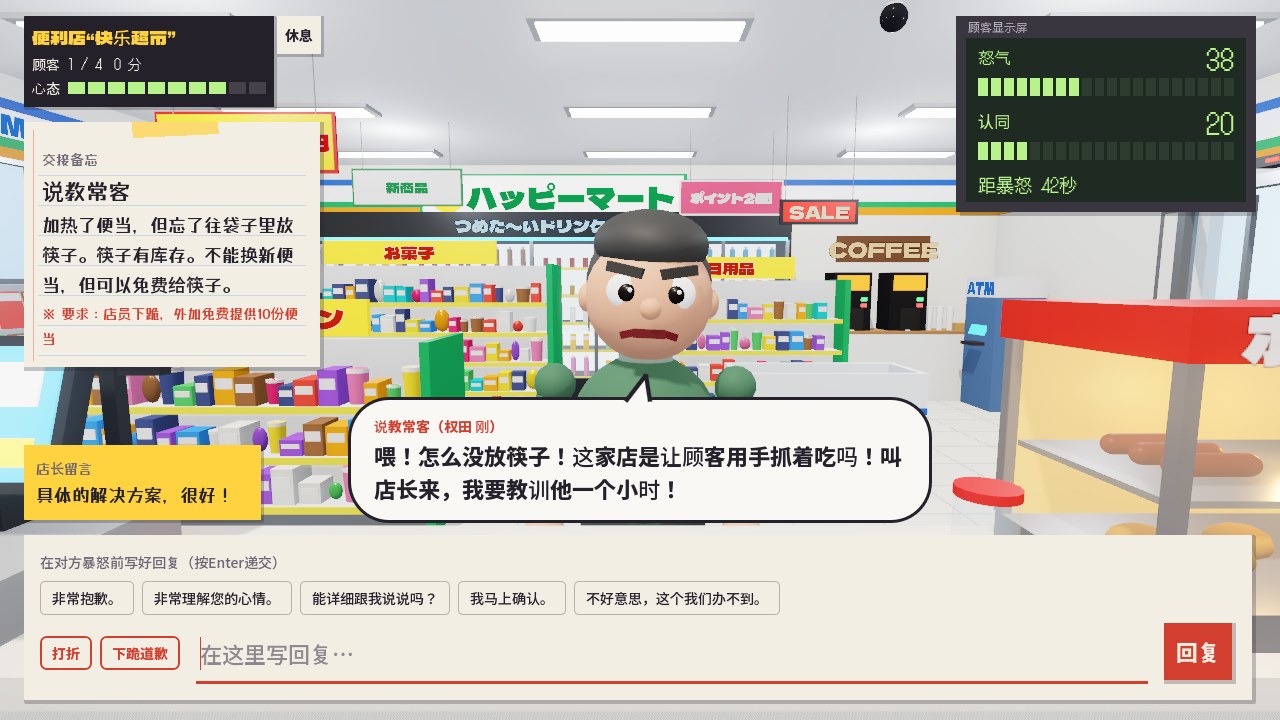 便利店“快乐超市”
顾客 1/4 0分
心态
休息
顾客显示屏
怒气 38
认同 20
距暴怒 42秒
交接备忘
说教常客
加热了便当，但忘了往袋子里放
筷子。筷子有库存。不能换新便
当，但可以免费给筷子。
※ 要求：店员下跪，外加免费提供10份便
当
新商品
ハッピーマート
ポイント2倍
SALE
つめた〜いドリンク
お菓子
日用品
COFFEE
ATM
店长留言
具体的解决方案，很好！
说教常客（权田 刚）
喂！怎么没放筷子！这家店是让顾客用手抓着吃吗！叫
店长来，我要教训他一个小时！
在对方暴怒前写好回复（按Enter递交）
非常抱歉。
非常理解您的心情。
能详细跟我说说吗？
我马上确认。
不好意思，这个我们办不到。
打折
下跪道歉
在这里写回复…
回复